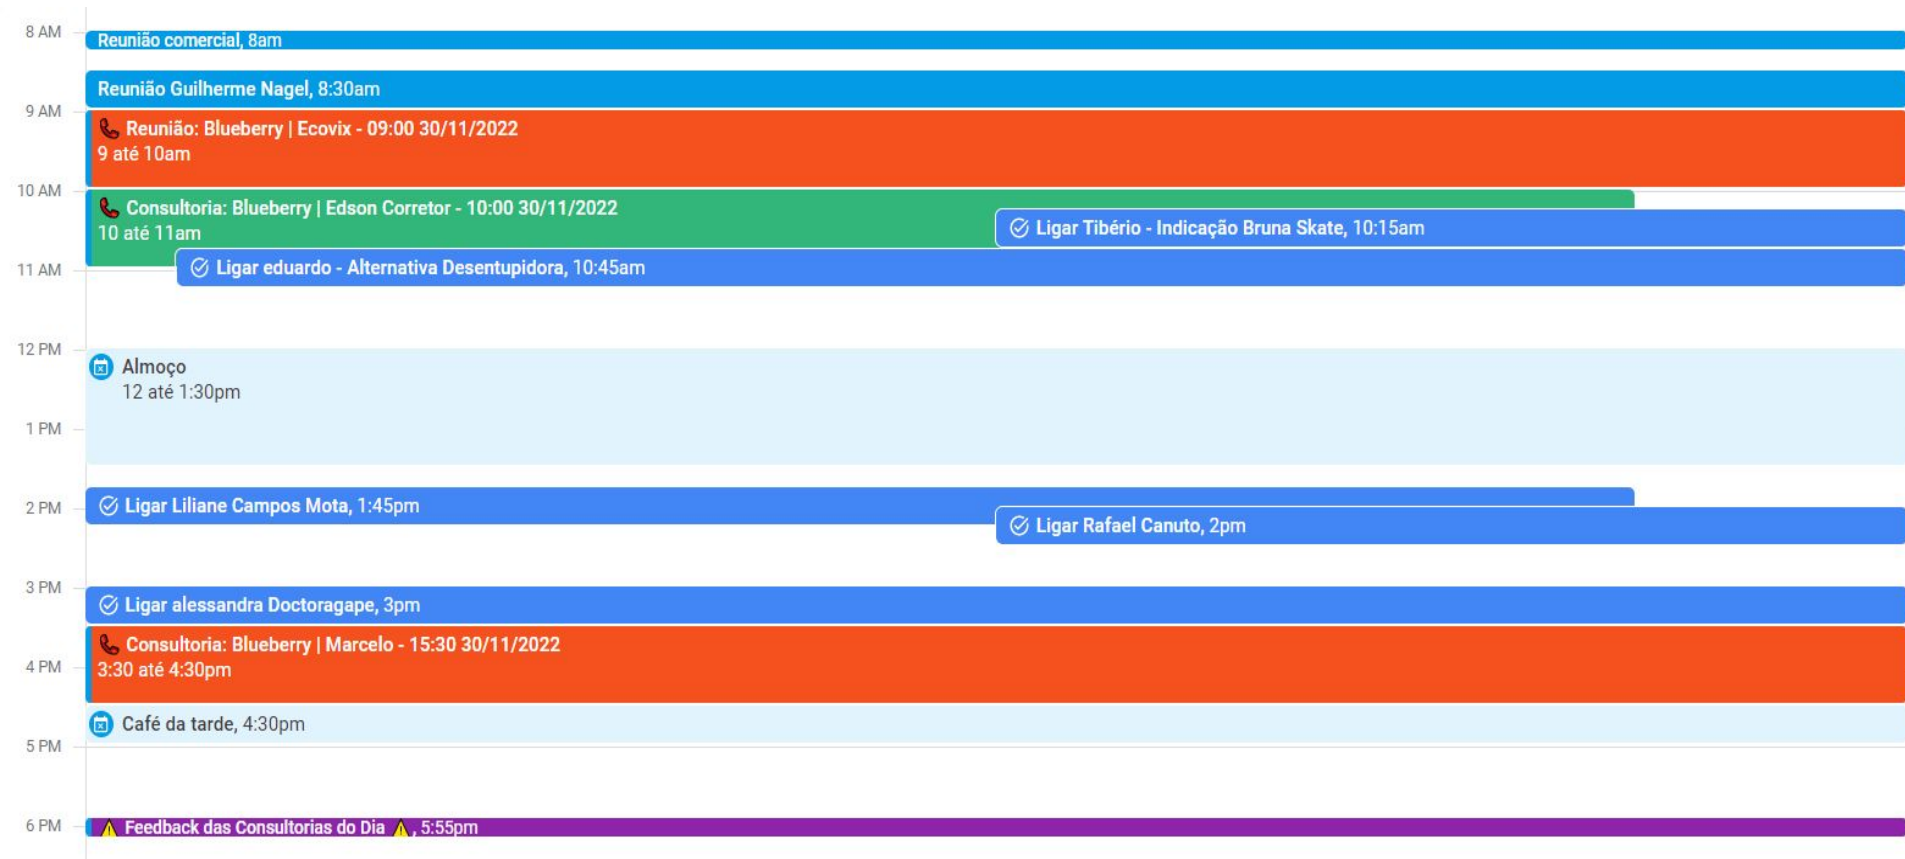 8 AM
Reunião comercial, 8am
Reunião Guilherme Nagel, 8:30am
9 AM
Reunião: Blueberry | Ecovix - 09:00 30/11/2022
9 até 10am
10 AM
Consultoria: Blueberry | Edson Corretor - 10:00 30/11/2022
10 até 11am
Ligar Tibério - Indicação Bruna Skate, 10:15am
Ligar eduardo - Alternativa Desentupidora, 10:45am
11 AM
12 PM
Almoço
12 até 1:30pm
1 PM
Ligar Liliane Campos Mota, 1:45pm
2 PM
Ligar Rafael Canuto, 2pm
3 PM
Ligar alessandra Doctoragape, 3pm
Consultoria: Blueberry | Marcelo - 15:30 30/11/2022
3:30 até 4:30pm
4 PM
Café da tarde, 4:30pm
5 PM
6 PM
⚠ Feedback das Consultorias do Dia ⚠, 5:55pm